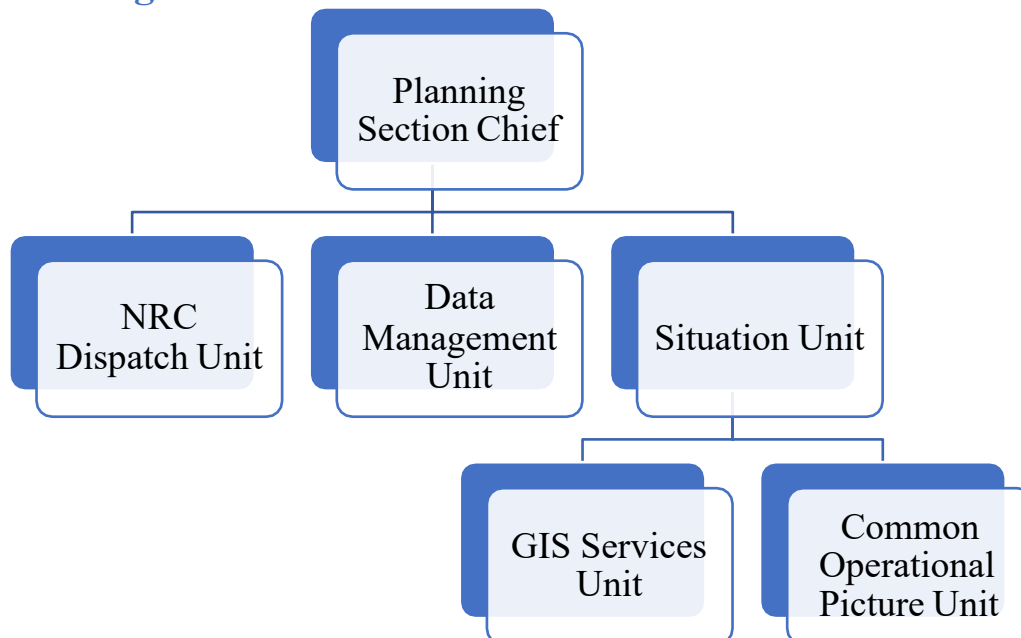 Planning
Section Chief
NRC
Dispatch Unit
Data
Management
Unit
Situation Unit
GIS Services
Unit
Common
Operational
Picture Unit